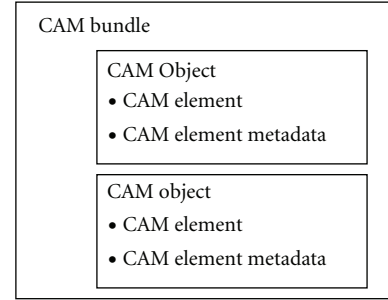 CAM bundle
CAM Object
• CAM element
• CAM element metadata
CAM object
• CAM element
• CAM element metadata